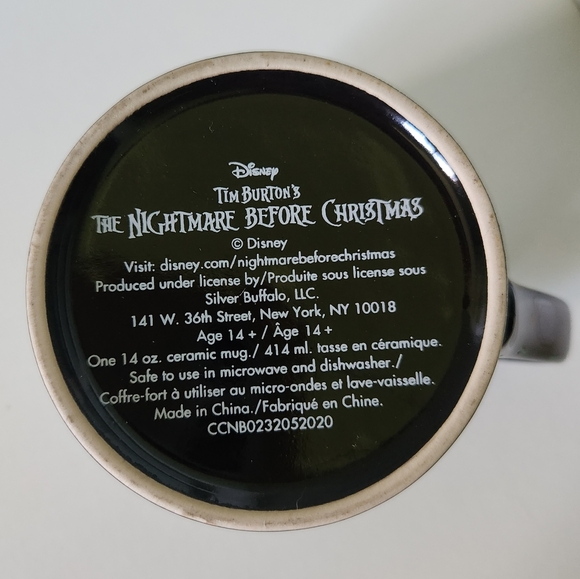 Disney
TIM BURTON'S
THE NIGHTMARE BEFORE CHRISTMAS
© Disney
Visit: disney.com/nightmarebeforechristmas
Produced under license by/Produite sous license sous
Silver Buffalo, LLC.
141 W. 36th Street, New York, NY 10018
Age 14+ / Âge 14+
One 14 oz. ceramic mug./ 414 ml. tasse en céramique.
Safe to use in microwave and dishwasher./
Coffre-fort à utiliser au micro-ondes et lave-vaisselle.
Made in China./Fabriqué en Chine.
CCNB0232052020